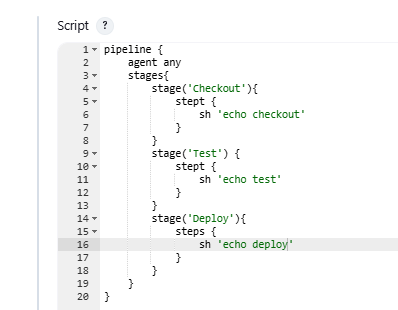 Script ?
1 pipeline {
2     agent any
3     stages{
4         stage('Checkout'){
5             stept {
6                 sh 'echo checkout'
7             }
8         }
9         stage('Test') {
10             stept {
11                 sh 'echo test'
12             }
13         }
14         stage('Deploy'){
15             steps {
16                 sh 'echo deploy'
17             }
18         }
19     }
20 }